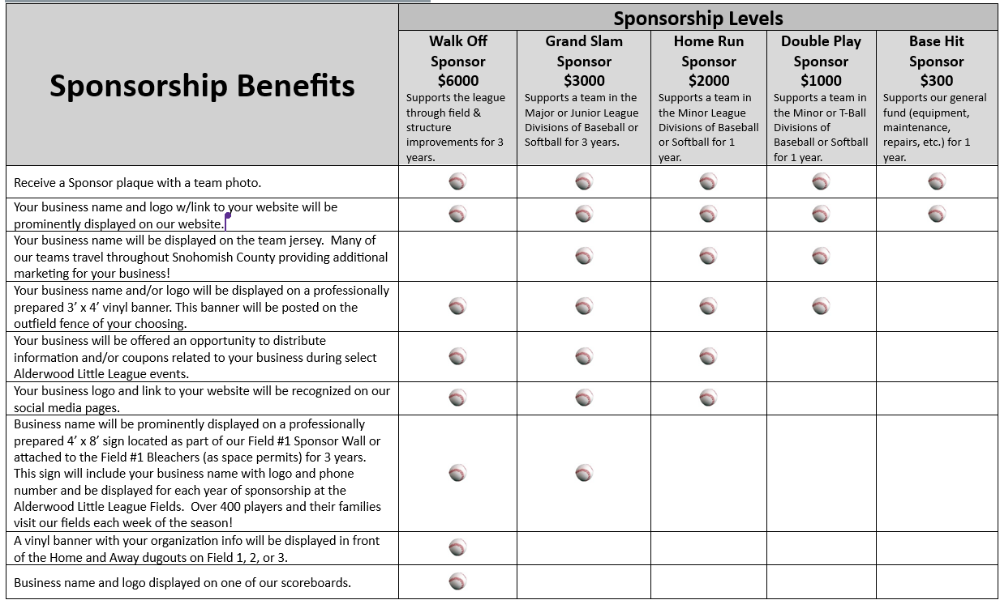 Sponsorship Benefits
Sponsorship Levels
Walk Off
Sponsor
$6000
Supports the league
through field &
structure
improvements for 3
years.
Grand Slam
Sponsor
$3000
Supports a team in the
Major or Junior League
Divisions of Baseball or
Softball for 3 years.
Home Run
Sponsor
$2000
Supports a team in
the Minor League
Divisions of Baseball
or Softball for 1
year.
Double Play
Sponsor
$1000
Supports a team in
the Minor or T-Ball
Divisions of
Baseball or Softball
for 1 year.
Base Hit
Sponsor
$300
Supports our general
fund (equipment,
maintenance,
repairs, etc.) for 1
year.
Receive a Sponsor plaque with a team photo.
Your business name and logo w/link to your website will be
prominently displayed on our website.
Your business name will be displayed on the team jersey.  Many of
our teams travel throughout Snohomish County providing additional
marketing for your business!
Your business name and/or logo will be displayed on a professionally
prepared 3’ x 4’ vinyl banner. This banner will be posted on the
outfield fence of your choosing.
Your business will be offered an opportunity to distribute
information and/or coupons related to your business during select
Alderwood Little League events.
Your business logo and link to your website will be recognized on our
social media pages.
Business name will be prominently displayed on a professionally
prepared 4’ x 8’ sign located as part of our Field #1 Sponsor Wall or
attached to the Field #1 Bleachers (as space permits) for 3 years.
This sign will include your business name with logo and phone
number and be displayed for each year of sponsorship at the
Alderwood Little League Fields.  Over 400 players and their families
visit our fields each week of the season!
A vinyl banner with your organization info will be displayed in front
of the Home and Away dugouts on Field 1, 2, or 3.
Business name and logo displayed on one of our scoreboards.